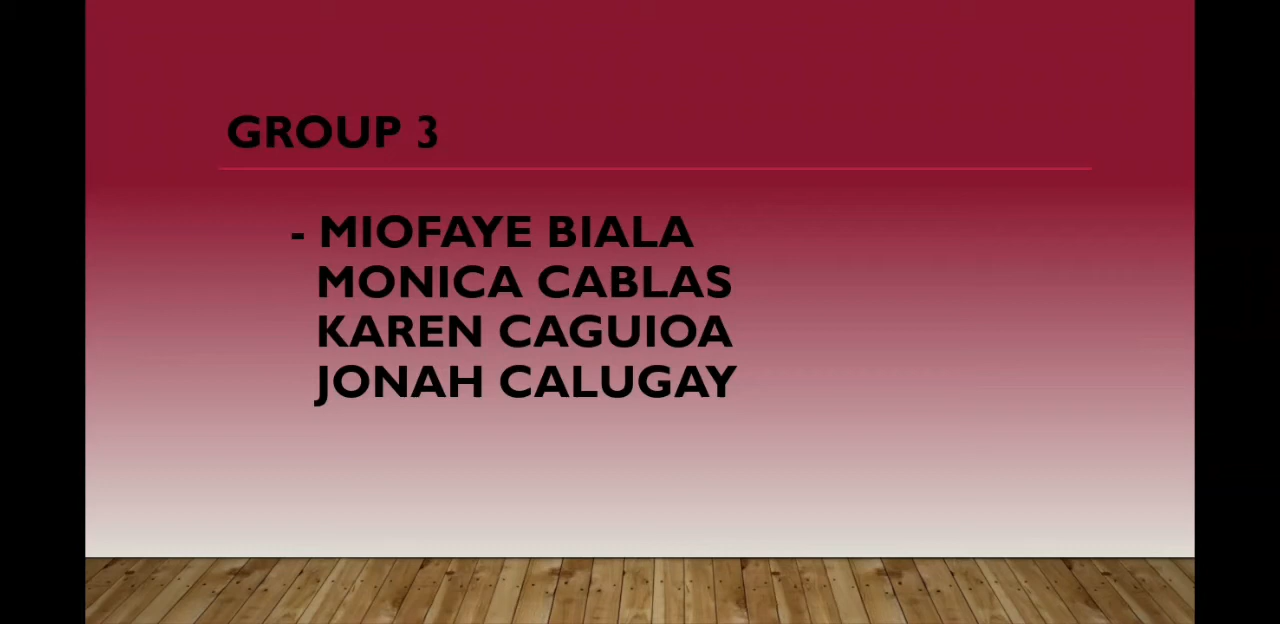 GROUP 3
- MIOFAYE BIALA
MONICA CABLAS
KAREN CAGUIOA
JONAH CALUGAY